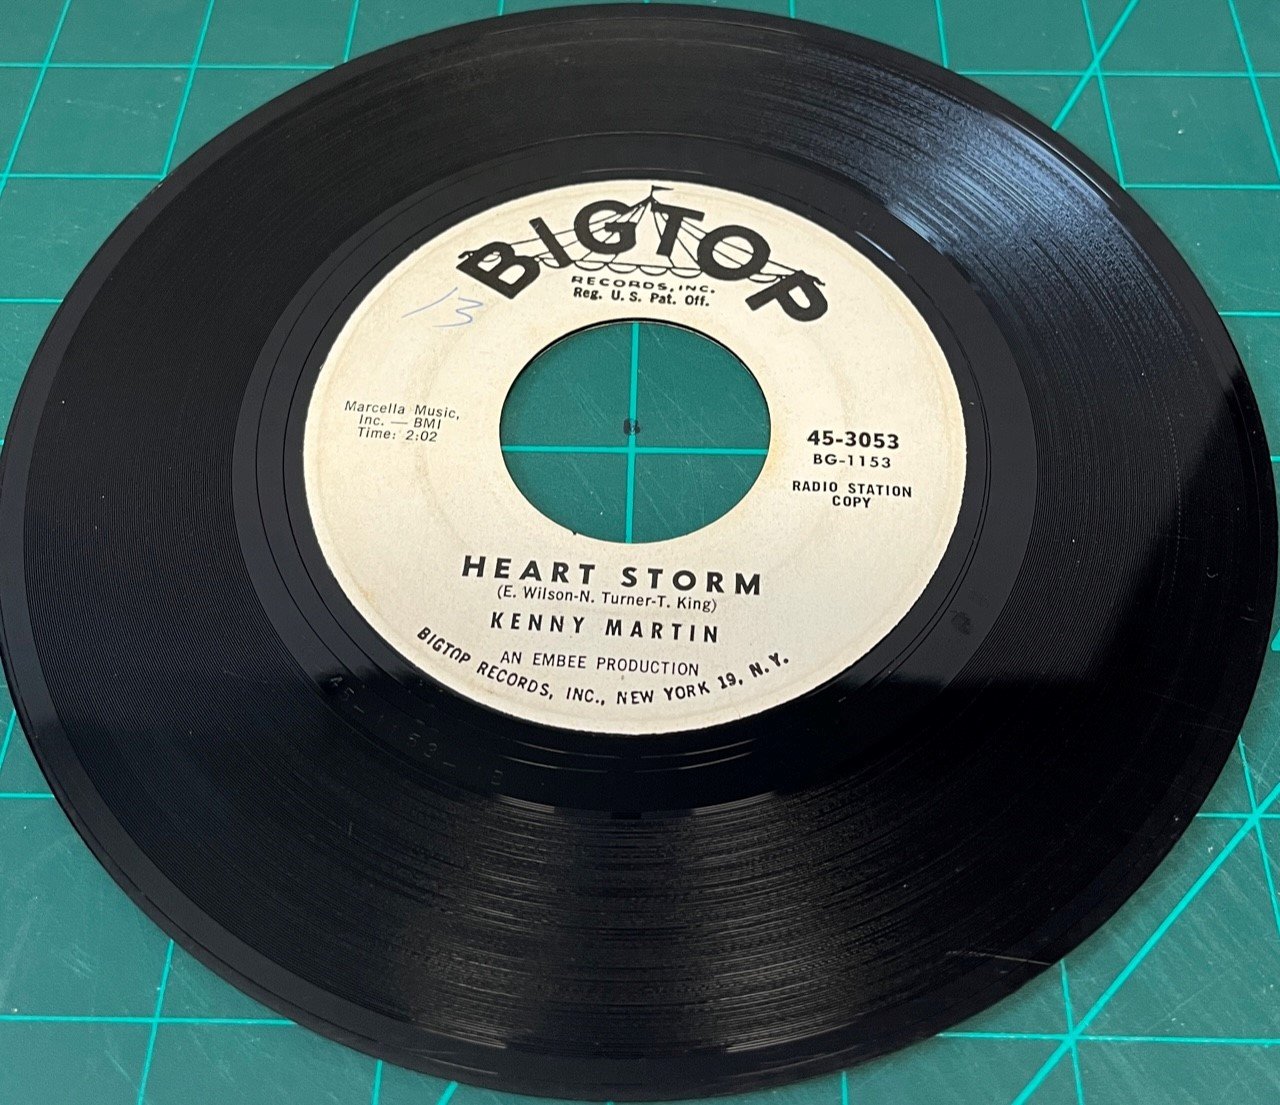 BIGTOP
RECORDS, INC.
Reg. U. S. Pat. Off.
13
Marcella Music,
Inc. — BMI
Time: 2:02
45-3053
BG-1153
RADIO STATION
COPY
HEART STORM
(E. Wilson-N. Turner-T. King)
KENNY MARTIN
AN EMBEE PRODUCTION
BIGTOP RECORDS, INC., NEW YORK 19, N.Y.